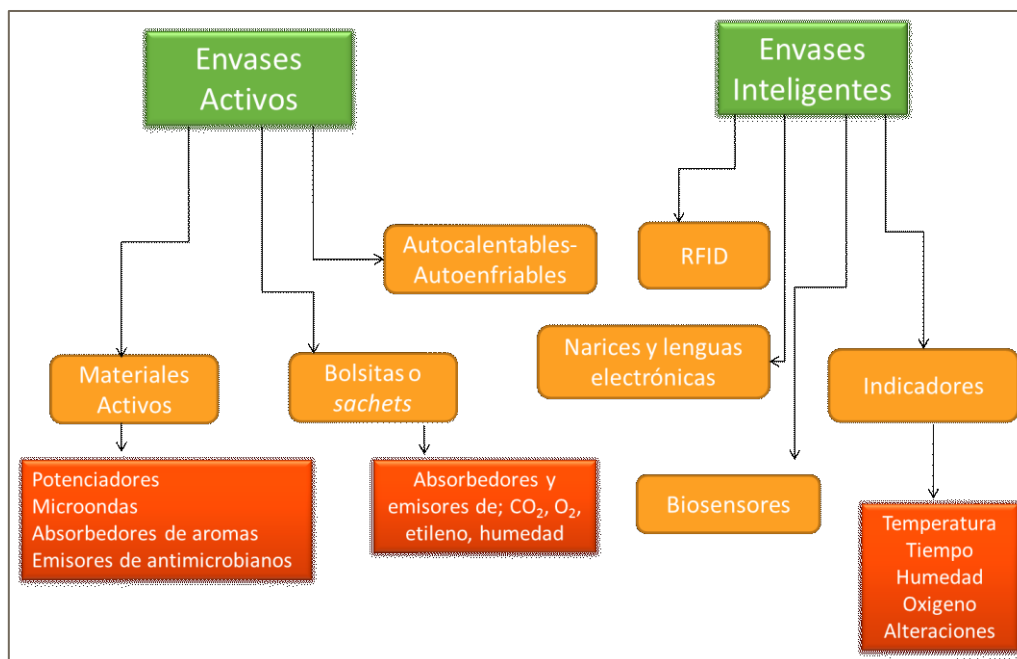 Envases
Activos
Envases
Inteligentes
Autocalentables-
Autoenfriables
RFID
Materiales
Activos
Bolsitas o
sachets
Narices y lenguas
electrónicas
Indicadores
Potenciadores
Microondas
Absorbedores de aromas
Emisores de antimicrobianos
Absorbedores y
emisores de; CO₂, O₂,
etileno, humedad
Biosensores
Temperatura
Tiempo
Humedad
Oxigeno
Alteraciones